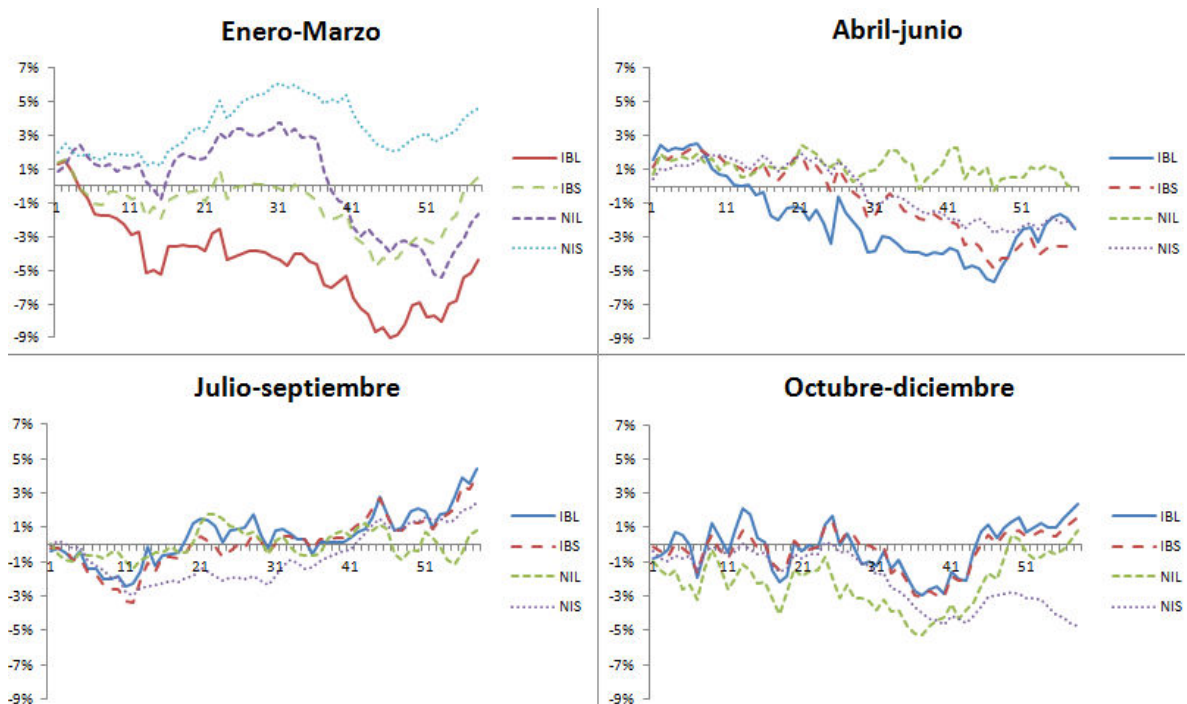 Enero-Marzo
7%
5%
3%
1%
-1%
-3%
-5%
-7%
-9%
1 11 21 31 41 51
IBL
IBS
NIL
NIS
Abril-junio
7%
5%
3%
1%
-1%
-3%
-5%
-7%
-9%
1 11 21 31 41 51
IBL
IBS
NIL
NIS
Julio-septiembre
7%
5%
3%
1%
-1%
-3%
-5%
-7%
-9%
1 11 21 31 41 51
IBL
IBS
NIL
NIS
Octubre-diciembre
7%
5%
3%
1%
-1%
-3%
-5%
-7%
-9%
1 11 21 31 41 51
IBL
IBS
NIL
NIS